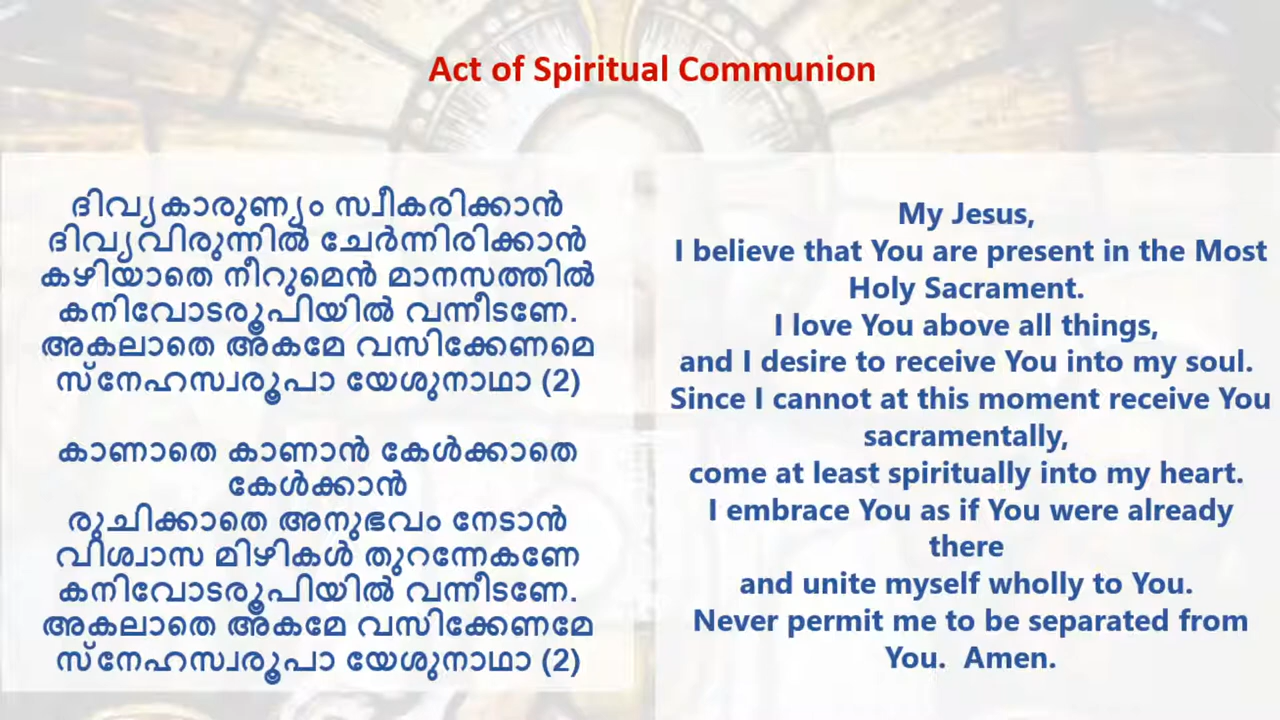 Act of Spiritual Communion
ദിവ്യകാരുണ്യം സ്വീകരിക്കാൻ
ദിവ്യവിരുന്നിൽ ചേർന്നിരിക്കാൻ
കഴിയാതെ നീറുമെൻ മാനസത്തിൽ
കനിവോടരൂപിയിൽ വന്നീടണേ.
അകലാതെ അകമേ വസിക്കേണമെ
സ്നേഹസ്വരൂപാ യേശുനാഥാ (2)
കാണാതെ കാണാൻ കേൾക്കാതെ
കേൾക്കാൻ
രുചിക്കാതെ അനുഭവം നേടാൻ
വിശ്വാസ മിഴികൾ തുറന്നേകണേ
കനിവോടരൂപിയിൽ വന്നീടണേ.
അകലാതെ അകമേ വസിക്കേണമേ
സ്നേഹസ്വരൂപാ യേശുനാഥാ (2)
My Jesus,
I believe that You are present in the Most
Holy Sacrament.
I love You above all things,
and I desire to receive You into my soul.
Since I cannot at this moment receive You
sacramentally,
come at least spiritually into my heart.
I embrace You as if You were already
there
and unite myself wholly to You.
Never permit me to be separated from
You. Amen.